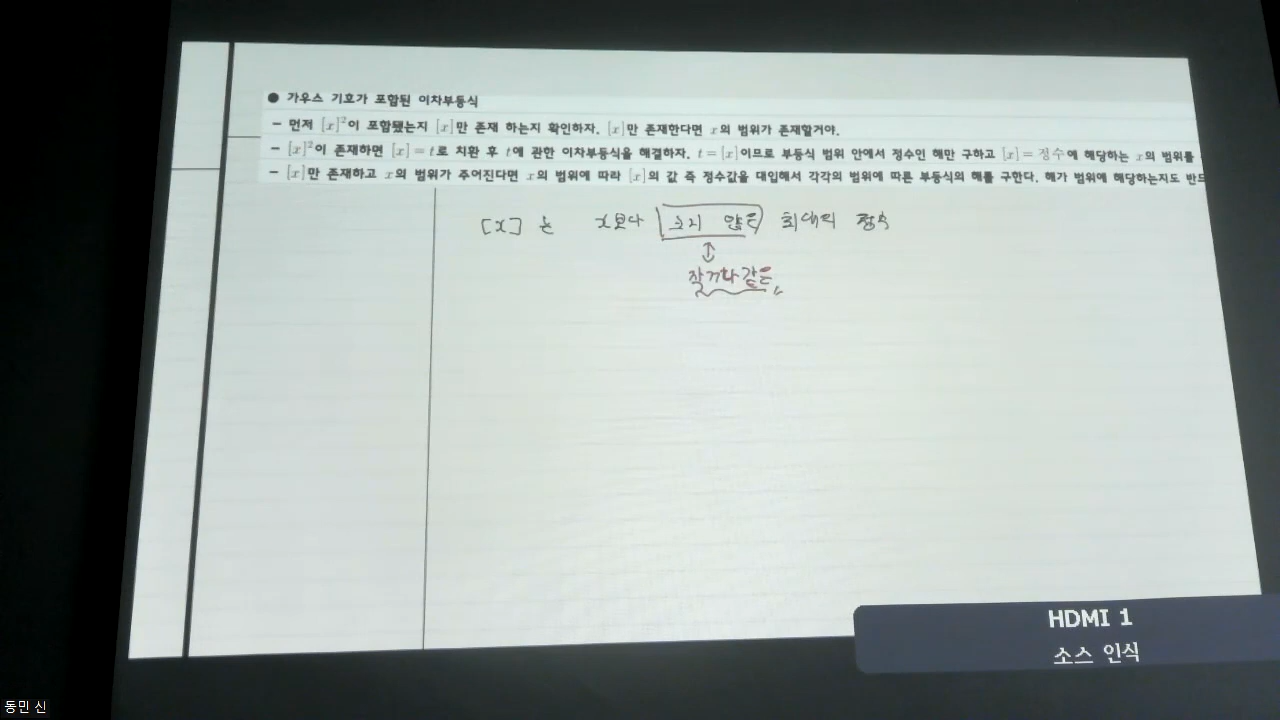 ● 가우스 기호가 포함된 이차부등식
- 먼저 [x]²이 포함됐는지 [x]만 존재 하는지 확인하자. [x]만 존재한다면 x의 범위가 존재할거야.
- [x]²이 존재하면 [x] = t로 치환 후 t에 관한 이차부등식을 해결하자. t = [x]이므로 부등식 범위 안에서 정수인 해만 구하고 [x] = 정수에 해당하는 x의 범위를
- [x]만 존재하고 x의 범위가 주어진다면 x의 범위에 따라 [x]의 값 즉 정수값을 대입해서 각각의 범위에 따른 부등식의 해를 구한다. 해가 범위에 해당하는지도 반드
[x] 는 x보다 크지 않은 최대의 정수
↕
작거나 같은
HDMI 1
소스 인식
동민 신